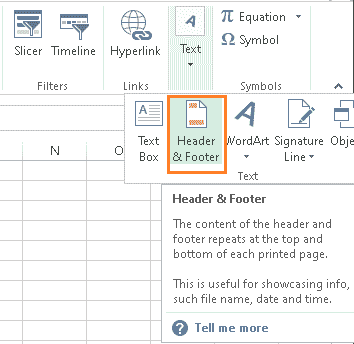 Slicer Timeline
Hyperlink
Text
Equation
Symbol
Filters
Links
Symbols
Text
Box
Header
& Footer
WordArt
Signature
Line
Obje
Text
N
O
Header & Footer
The content of the header and
footer repeats at the top and
bottom of each printed page.
This is useful for showcasing info,
such file name, date and time.
Tell me more